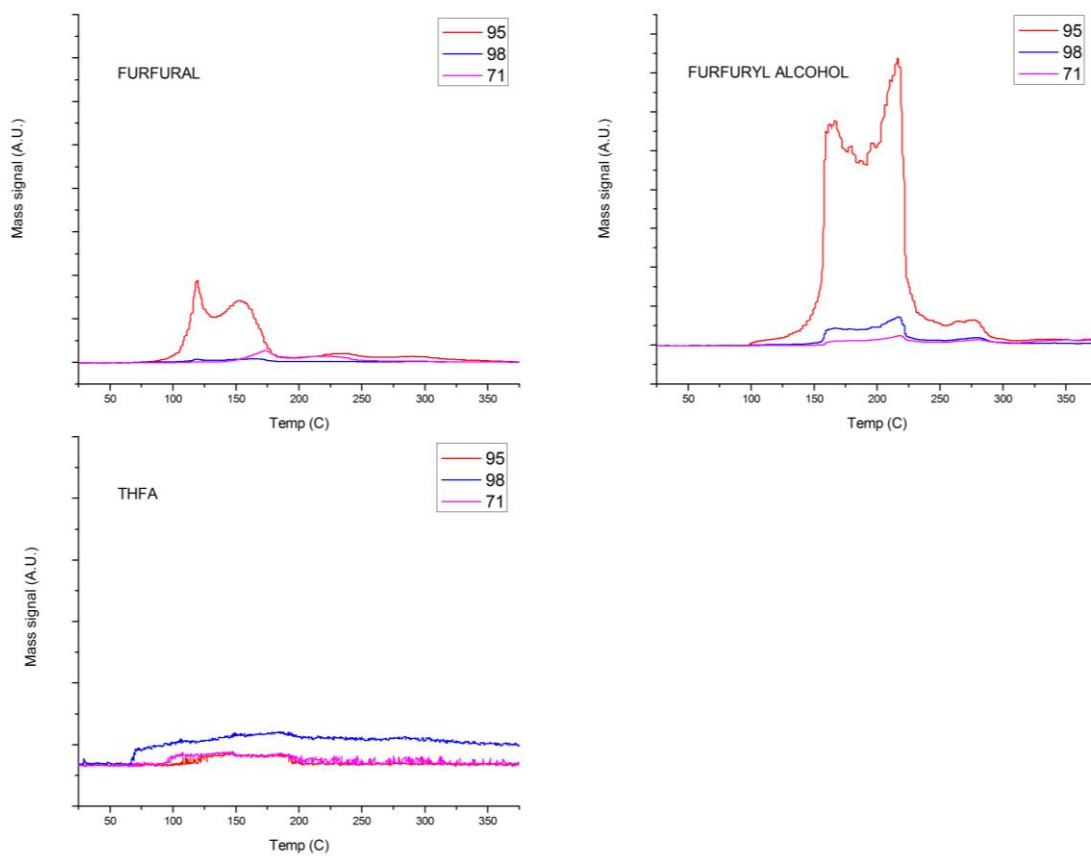 FURFURAL
95
98
71
Mass signal (A.U.)
50 100 150 200 250 300 350
Temp (C)
FURFURYL ALCOHOL
95
98
71
Mass signal (A.U.)
50 100 150 200 250 300 350
Temp (C)
THFA
95
98
71
Mass signal (A.U.)
50 100 150 200 250 300 350
Temp (C)